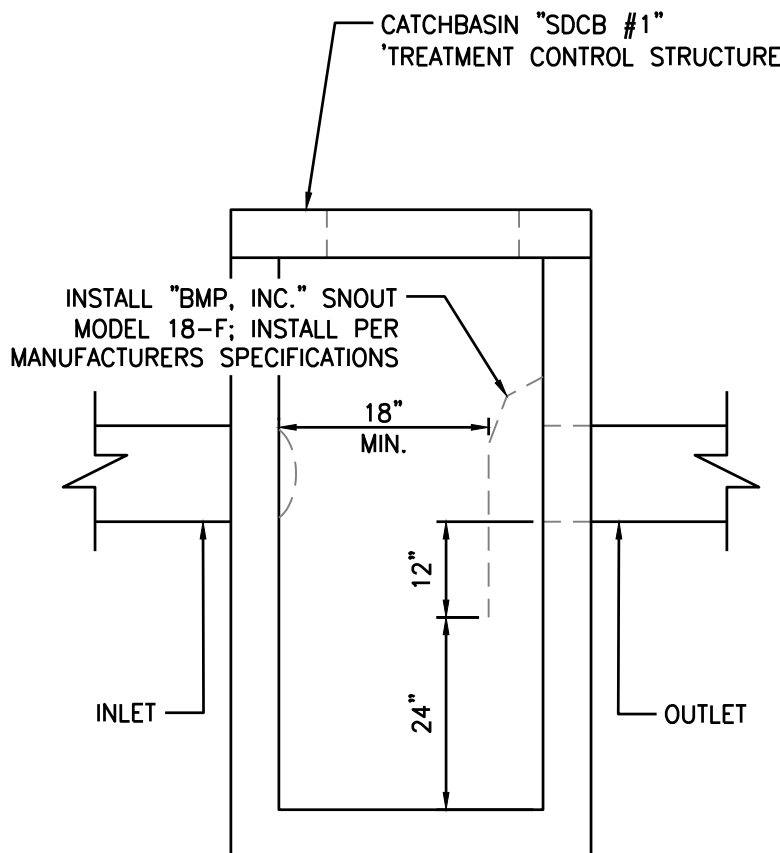 CATCHBASIN "SDCB #1"
'TREATMENT CONTROL STRUCTURE
INSTALL "BMP, INC." SNOUT
MODEL 18-F; INSTALL PER
MANUFACTURERS SPECIFICATIONS
18"
MIN.
12"
24"
INLET
OUTLET